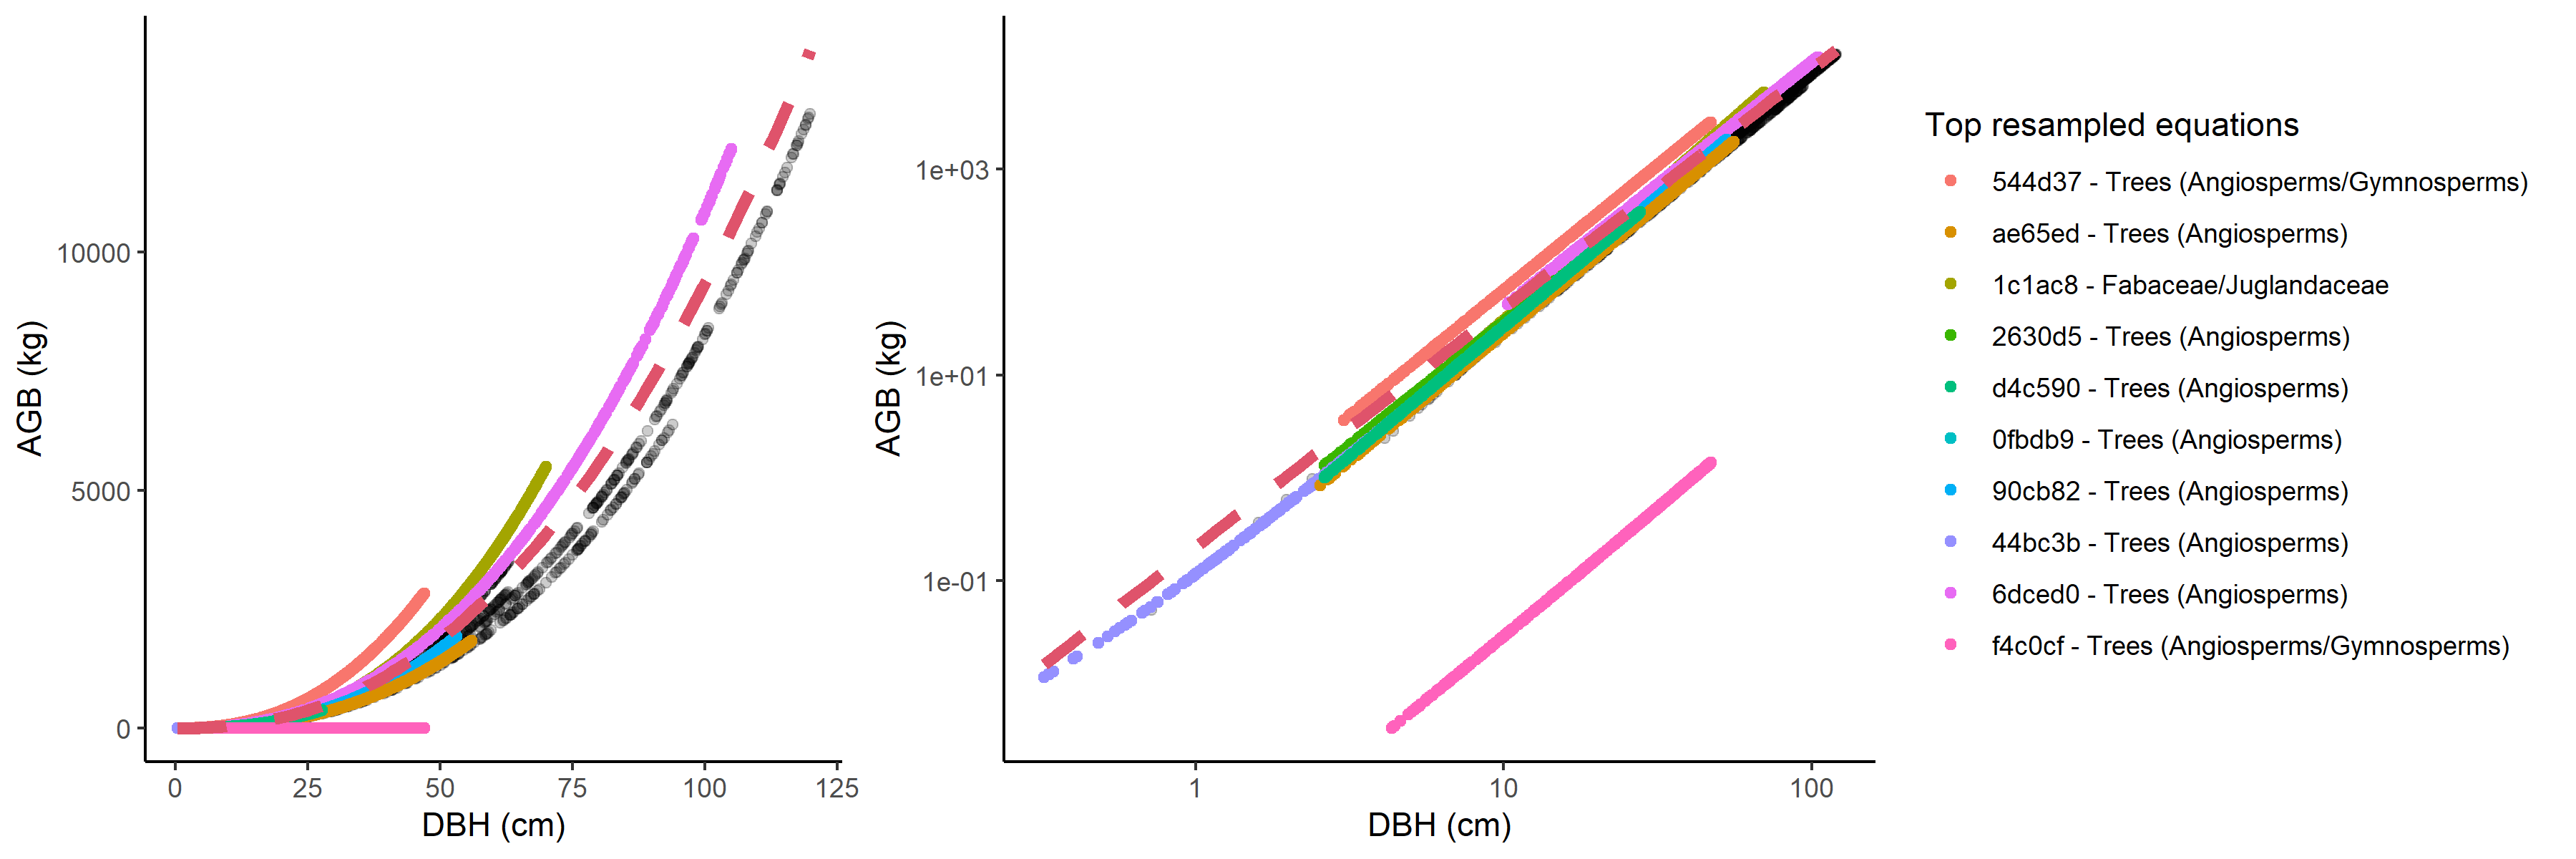 AGB (kg)
10000
5000
0
0 25 50 75 100 125
DBH (cm)
AGB (kg)
1e+03
1e+01
1e-01
1 10 100
DBH (cm)
Top resampled equations
544d37 - Trees (Angiosperms/Gymnosperms)
ae65ed - Trees (Angiosperms)
1c1ac8 - Fabaceae/Juglandaceae
2630d5 - Trees (Angiosperms)
d4c590 - Trees (Angiosperms)
0fbdb9 - Trees (Angiosperms)
90cb82 - Trees (Angiosperms)
44bc3b - Trees (Angiosperms)
6dced0 - Trees (Angiosperms)
f4c0cf - Trees (Angiosperms/Gymnosperms)